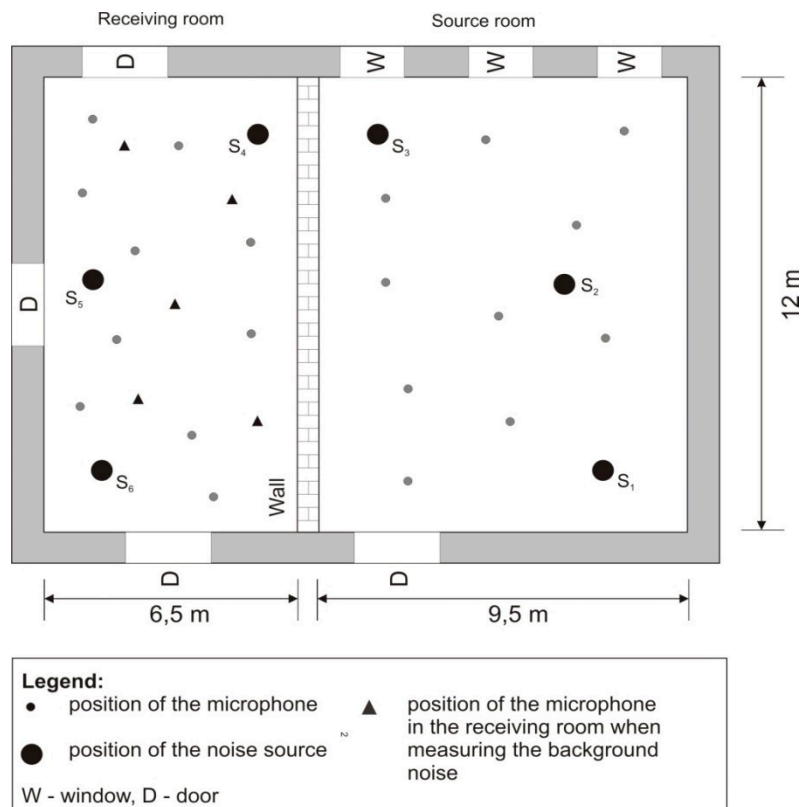 Receiving room
Source room
D
W
W
W
S4
S3
S5
S2
D
S6
S1
Wall
12 m
D
D
6,5 m
9,5 m
Legend:
position of the microphone
position of the noise source
2
W - window, D - door
position of the microphone
in the receiving room when
measuring the background
noise